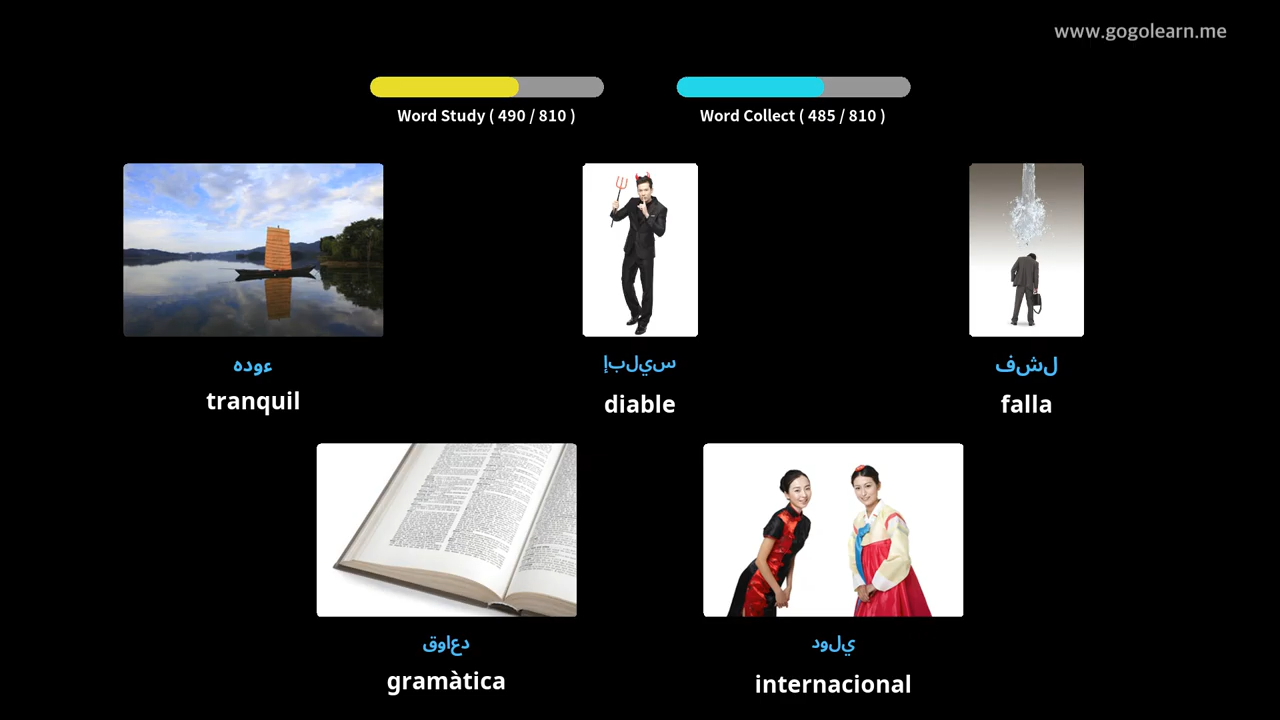 www.gogolearn.me
Word Study ( 490 / 810 )
Word Collect ( 485 / 810 )
ءوده
سيلبإ
لشف
tranquil
diable
falla
دعاوق
يلود
gramàtica
internacional